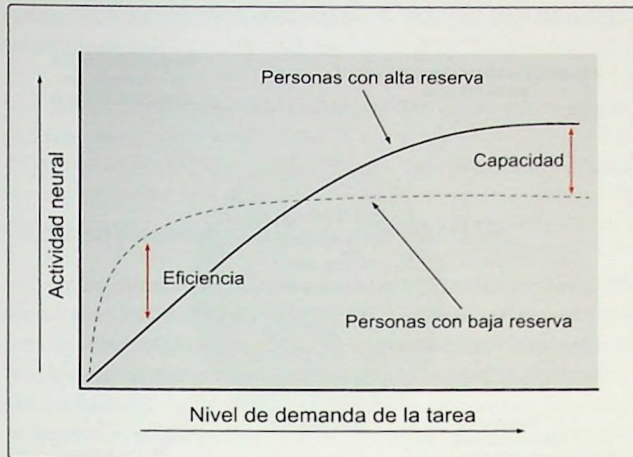 Personas con alta reserva
Capacidad
Actividad neural
Eficiencia
Personas con baja reserva
Nivel de demanda de la tarea